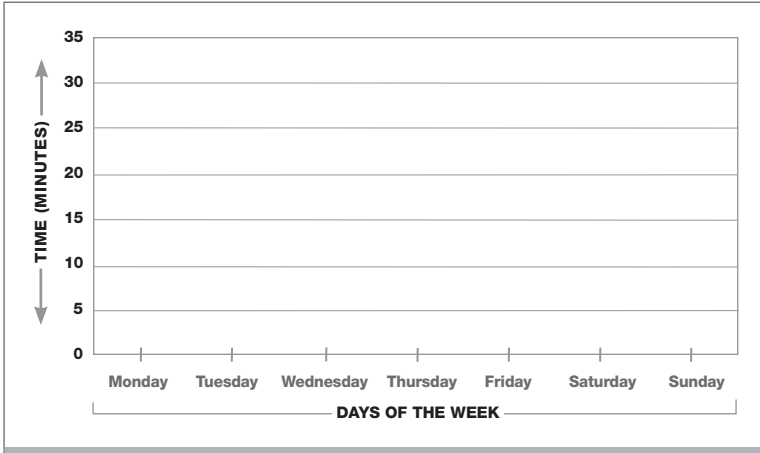 35
30
25
20
15
10
5
0
TIME (MINUTES)
Monday Tuesday Wednesday Thursday Friday Saturday Sunday
DAYS OF THE WEEK